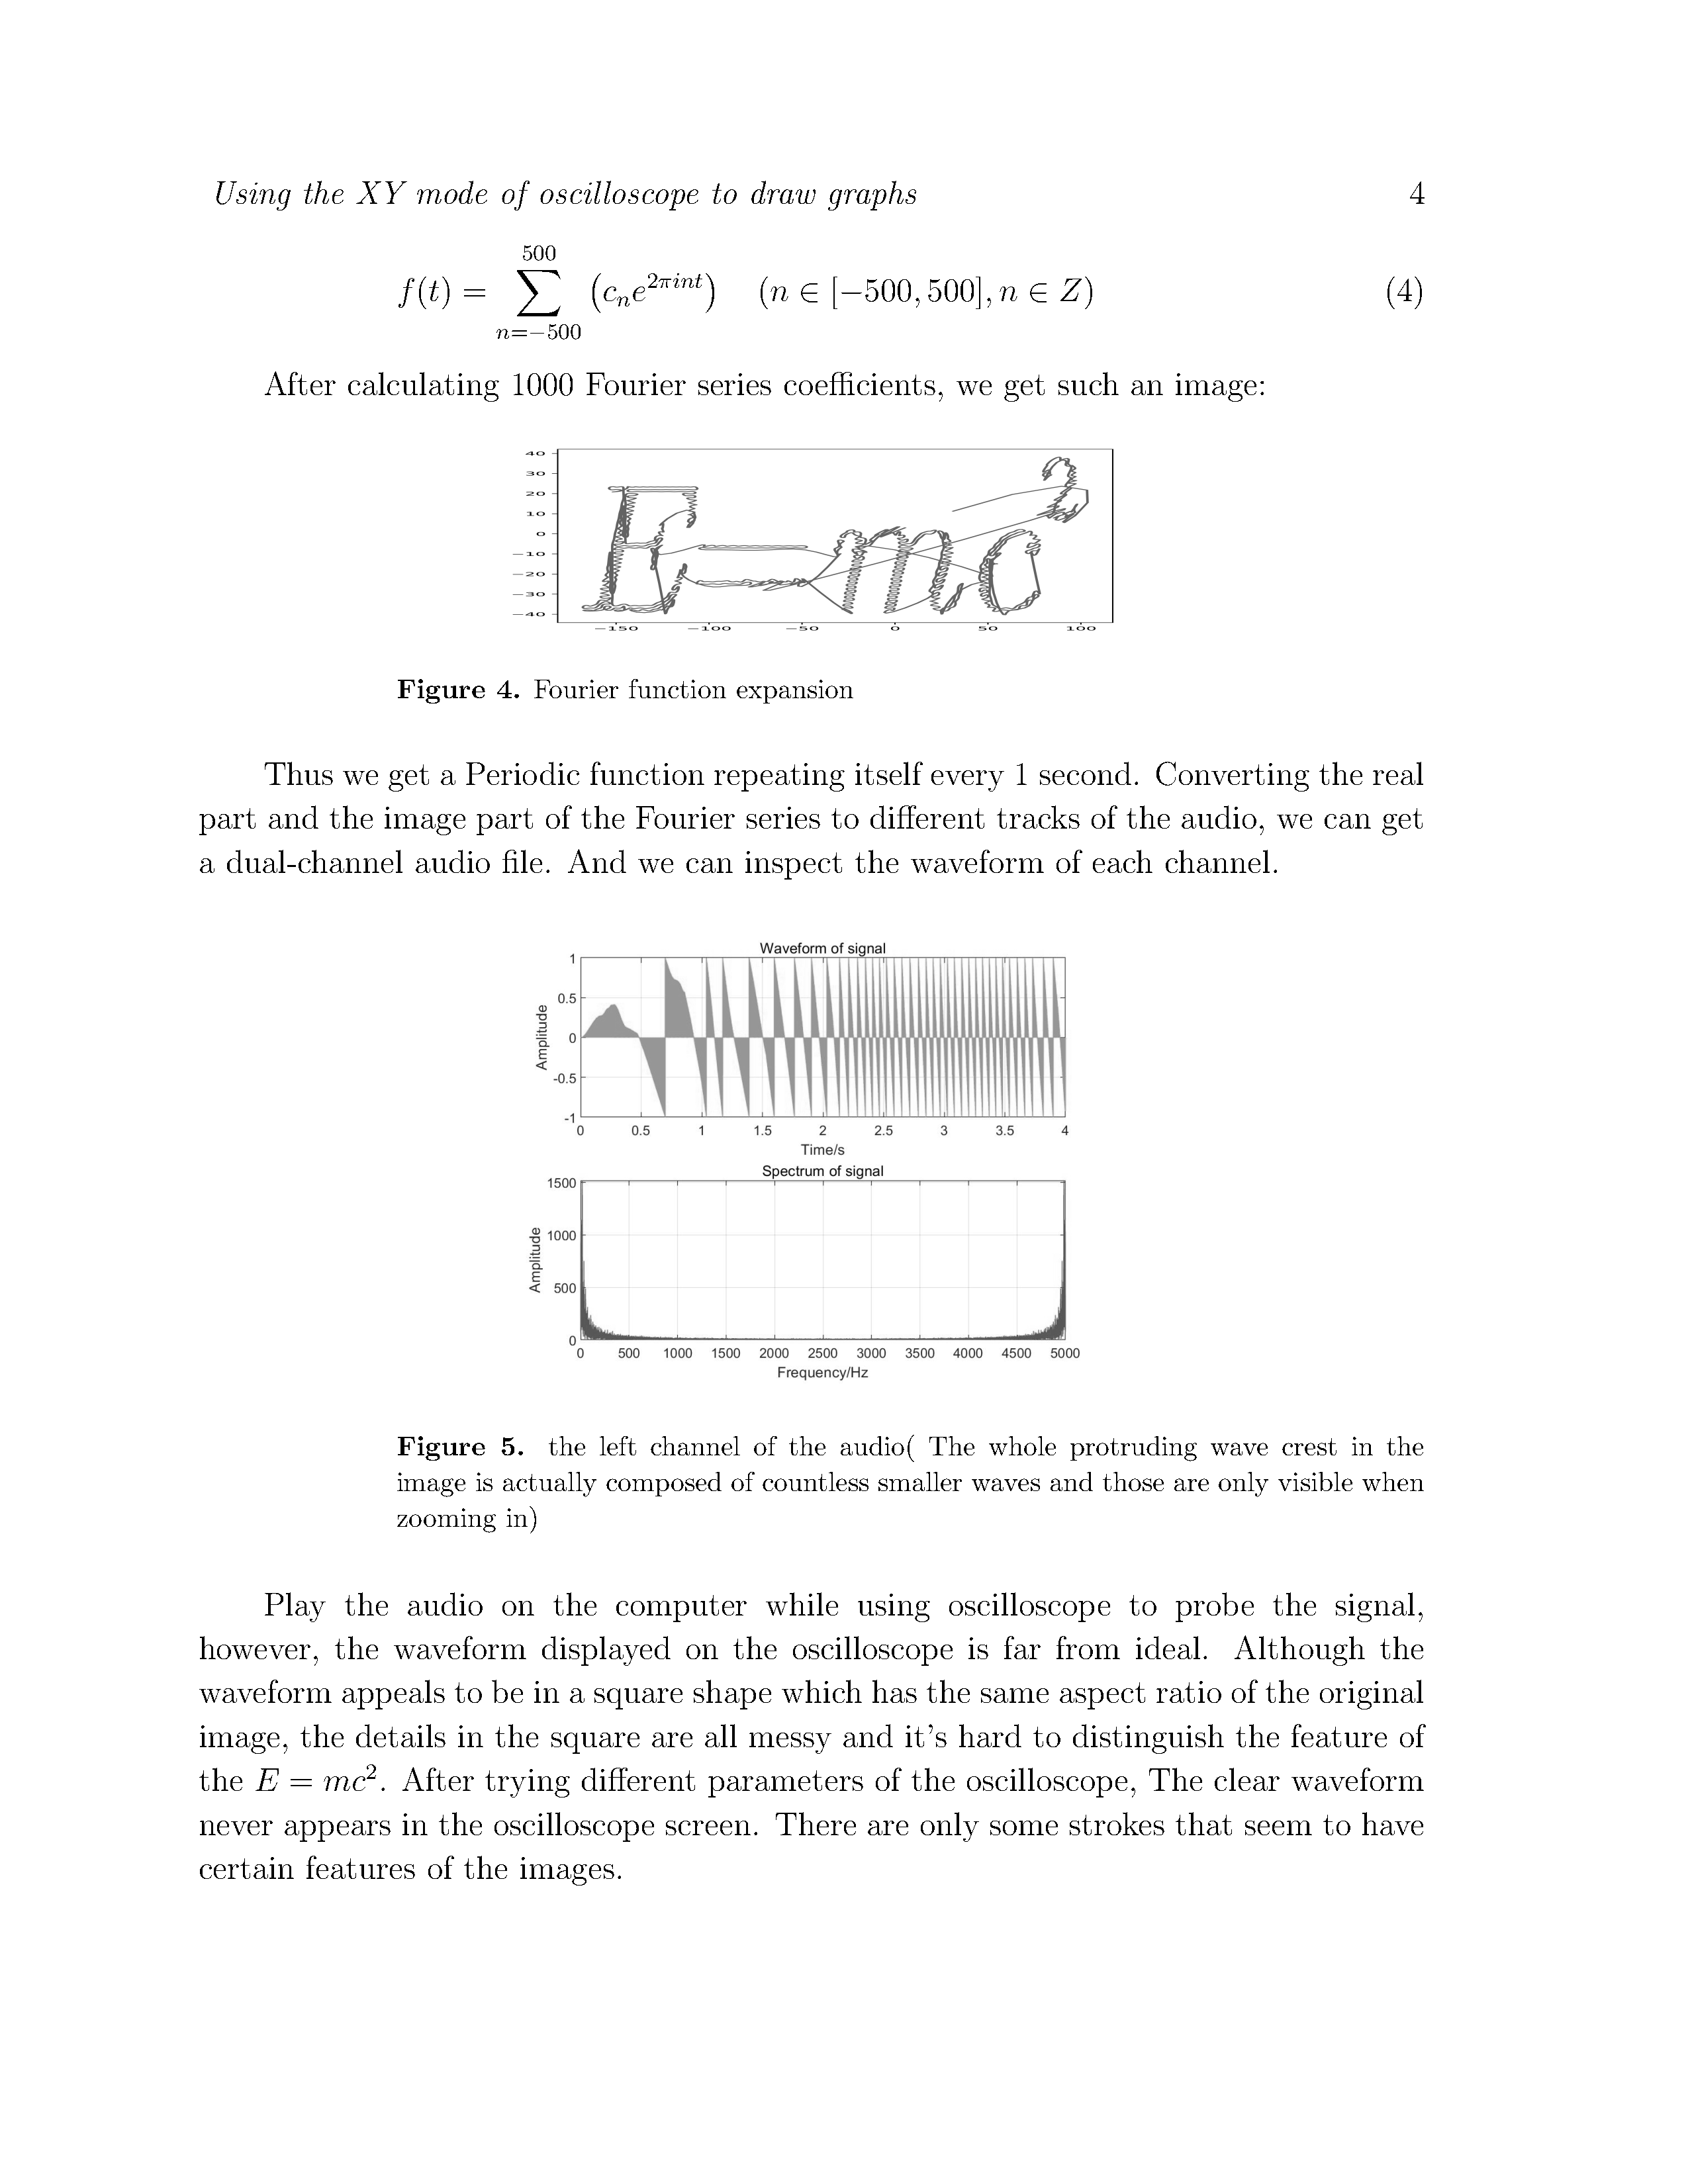 Using the XY mode of oscilloscope to draw graphs 4
f(t) = \sum_{n=-500}^{500} (c_n e^{2πint}) (n ∈ [−500, 500], n ∈ Z) (4)
After calculating 1000 Fourier series coefficients, we get such an image:
40
30
20
10
0
−10
−20
−30
−40
−150 −100 −50 0 50 100
E=mc²
Figure 4. Fourier function expansion
Thus we get a Periodic function repeating itself every 1 second. Converting the real
part and the image part of the Fourier series to different tracks of the audio, we can get
a dual-channel audio file. And we can inspect the waveform of each channel.
Waveform of signal
1
0.5
0
-0.5
-1
Amplitude
0 0.5 1 1.5 2 2.5 3 3.5 4
Time/s
Spectrum of signal
1500
1000
500
0
Amplitude
0 500 1000 1500 2000 2500 3000 3500 4000 4500 5000
Frequency/Hz
Figure 5. the left channel of the audio( The whole protruding wave crest in the
image is actually composed of countless smaller waves and those are only visible when
zooming in)
Play the audio on the computer while using oscilloscope to probe the signal,
however, the waveform displayed on the oscilloscope is far from ideal. Although the
waveform appeals to be in a square shape which has the same aspect ratio of the original
image, the details in the square are all messy and it's hard to distinguish the feature of
the E = mc². After trying different parameters of the oscilloscope, The clear waveform
never appears in the oscilloscope screen. There are only some strokes that seem to have
certain features of the images.